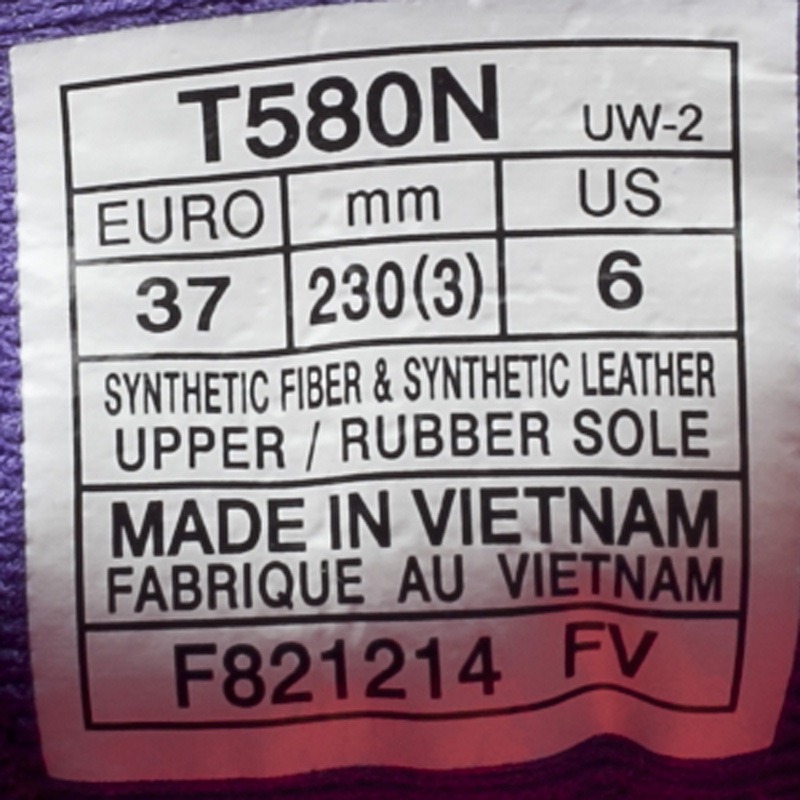 T580N UW-2
EURO mm US
37 230(3) 6
SYNTHETIC FIBER & SYNTHETIC LEATHER
UPPER / RUBBER SOLE
MADE IN VIETNAM
FABRIQUE AU VIETNAM
F821214 FV